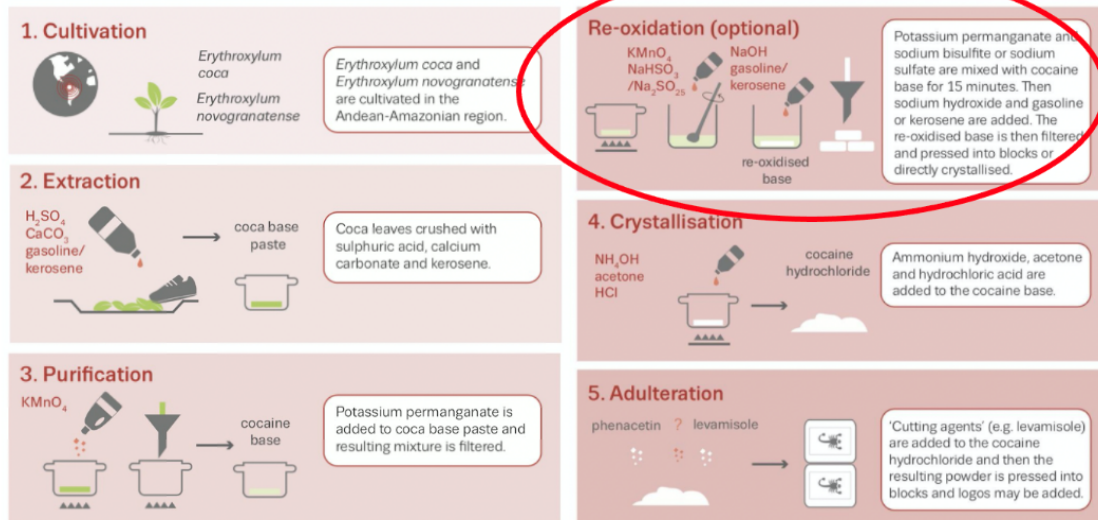 1. Cultivation
Erythroxylum
coca
Erythroxylum
novogranatense
Erythroxylum coca and
Erythroxylum novogranatense
are cultivated in the
Andean-Amazonian region.
2. Extraction
H₂SO₄
CaCO₃
gasoline/
kerosene
coca base
paste
Coca leaves crushed with
sulphuric acid, calcium
carbonate and kerosene.
3. Purification
KMnO₄
cocaine
base
Potassium permanganate is
added to coca base paste and
resulting mixture is filtered.
Re-oxidation (optional)
KMnO₄
NaHSO₃
/Na₂SO₂₅
NaOH
gasoline/
kerosene
re-oxidised
base
Potassium permanganate and
sodium bisulfite or sodium
sulfate are mixed with cocaine
base for 15 minutes. Then
sodium hydroxide and gasoline
or kerosene are added. The
re-oxidised base is then filtered
and pressed into blocks or
directly crystallised.
4. Crystallisation
NH₄OH
acetone
HCl
cocaine
hydrochloride
Ammonium hydroxide, acetone
and hydrochloric acid are
added to the cocaine base.
5. Adulteration
phenacetin ? levamisole
'Cutting agents' (e.g. levamisole)
are added to the cocaine
hydrochloride and then the
resulting powder is pressed into
blocks and logos may be added.